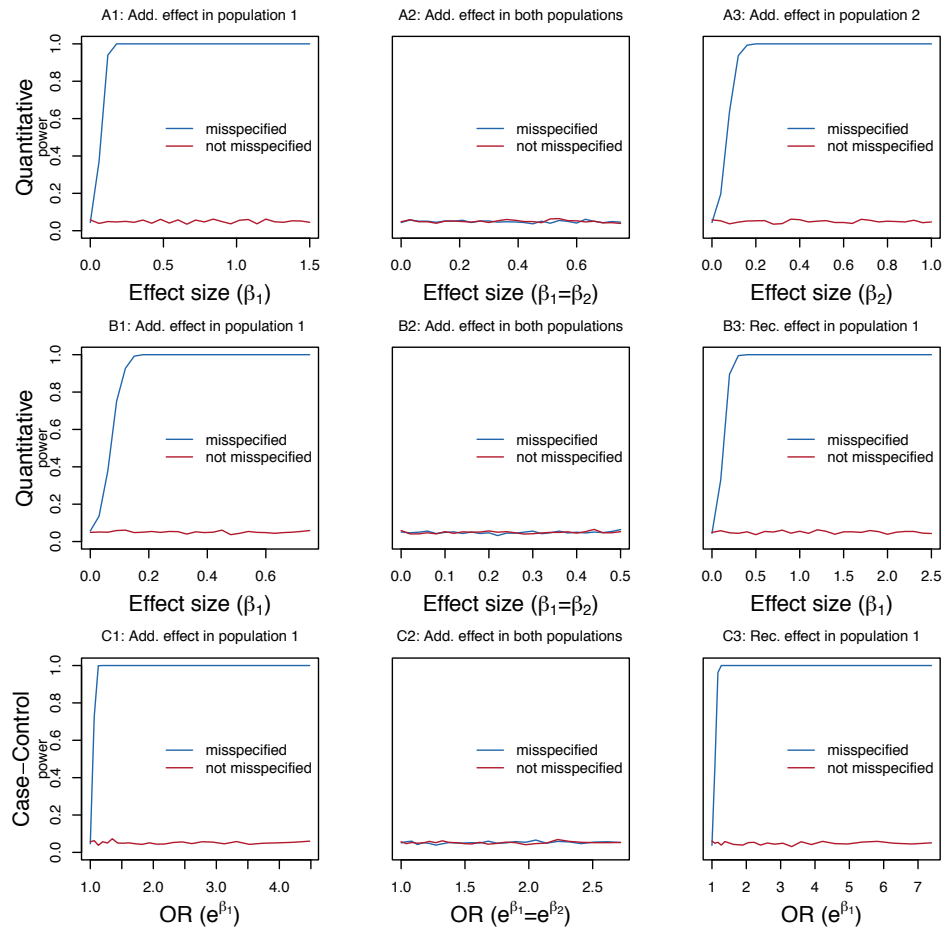 A1: Add. effect in population 1
A2: Add. effect in both populations
A3: Add. effect in population 2
Quantitative
power
0.0 0.2 0.4 0.6 0.8 1.0
misspecified
not misspecified
misspecified
not misspecified
misspecified
not misspecified
0.0 0.5 1.0 1.5
0.0 0.2 0.4 0.6
0.0 0.2 0.4 0.6 0.8 1.0
Effect size (β₁)
Effect size (β₁=β₂)
Effect size (β₂)
B1: Add. effect in population 1
B2: Add. effect in both populations
B3: Rec. effect in population 1
Quantitative
power
0.0 0.2 0.4 0.6 0.8 1.0
misspecified
not misspecified
misspecified
not misspecified
misspecified
not misspecified
0.0 0.2 0.4 0.6
0.0 0.1 0.2 0.3 0.4 0.5
0.0 0.5 1.0 1.5 2.0 2.5
Effect size (β₁)
Effect size (β₁=β₂)
Effect size (β₁)
C1: Add. effect in population 1
C2: Add. effect in both populations
C3: Rec. effect in population 1
Case−Control
power
0.0 0.2 0.4 0.6 0.8 1.0
misspecified
not misspecified
misspecified
not misspecified
misspecified
not misspecified
1.0 2.0 3.0 4.0
1.0 1.5 2.0 2.5
1 2 3 4 5 6 7
OR (e^β₁)
OR (e^β₁=e^β₂)
OR (e^β₁)